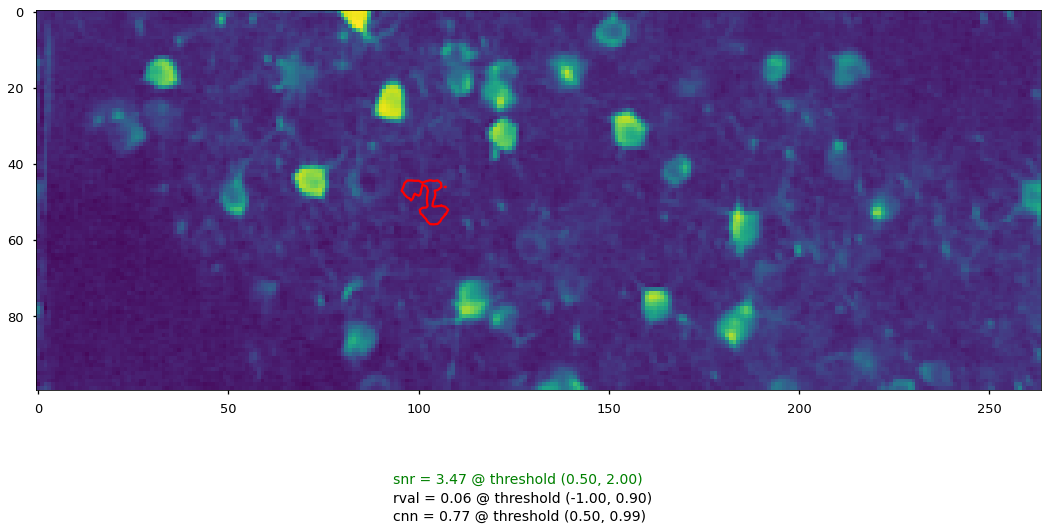 0
20
40
60
80
0 50 100 150 200 250
snr = 3.47 @ threshold (0.50, 2.00)
rval = 0.06 @ threshold (-1.00, 0.90)
cnn = 0.77 @ threshold (0.50, 0.99)